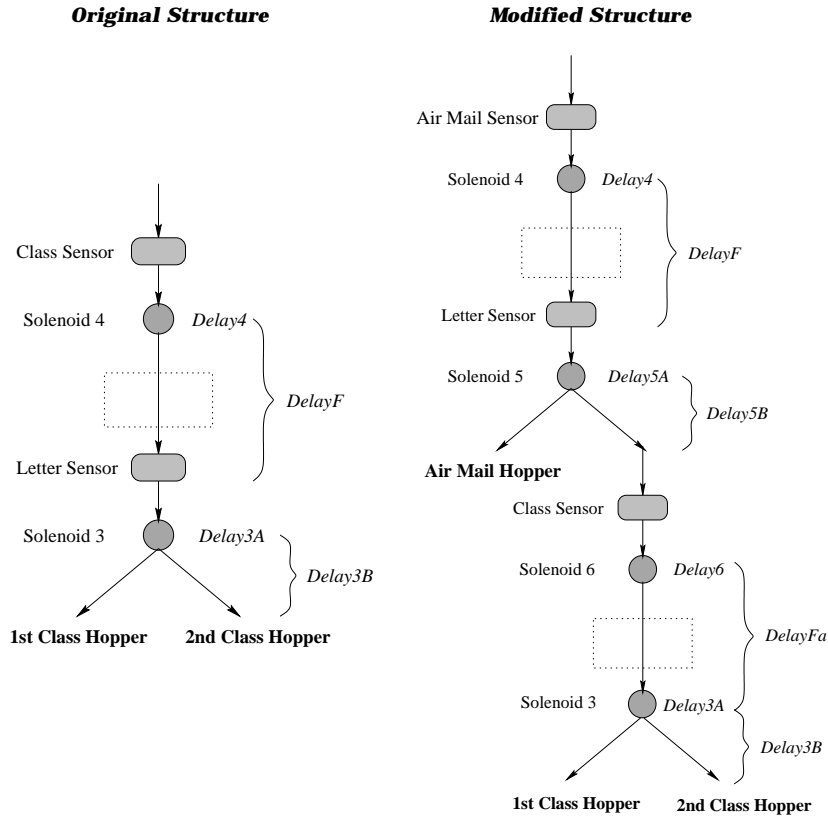 Original Structure
Class Sensor
Solenoid 4
Delay4
DelayF
Letter Sensor
Solenoid 3
Delay3A
Delay3B
1st Class Hopper
2nd Class Hopper
Modified Structure
Air Mail Sensor
Solenoid 4
Delay4
DelayF
Letter Sensor
Solenoid 5
Delay5A
Delay5B
Air Mail Hopper
Class Sensor
Solenoid 6
Delay6
DelayFa
Solenoid 3
Delay3A
Delay3B
1st Class Hopper
2nd Class Hopper